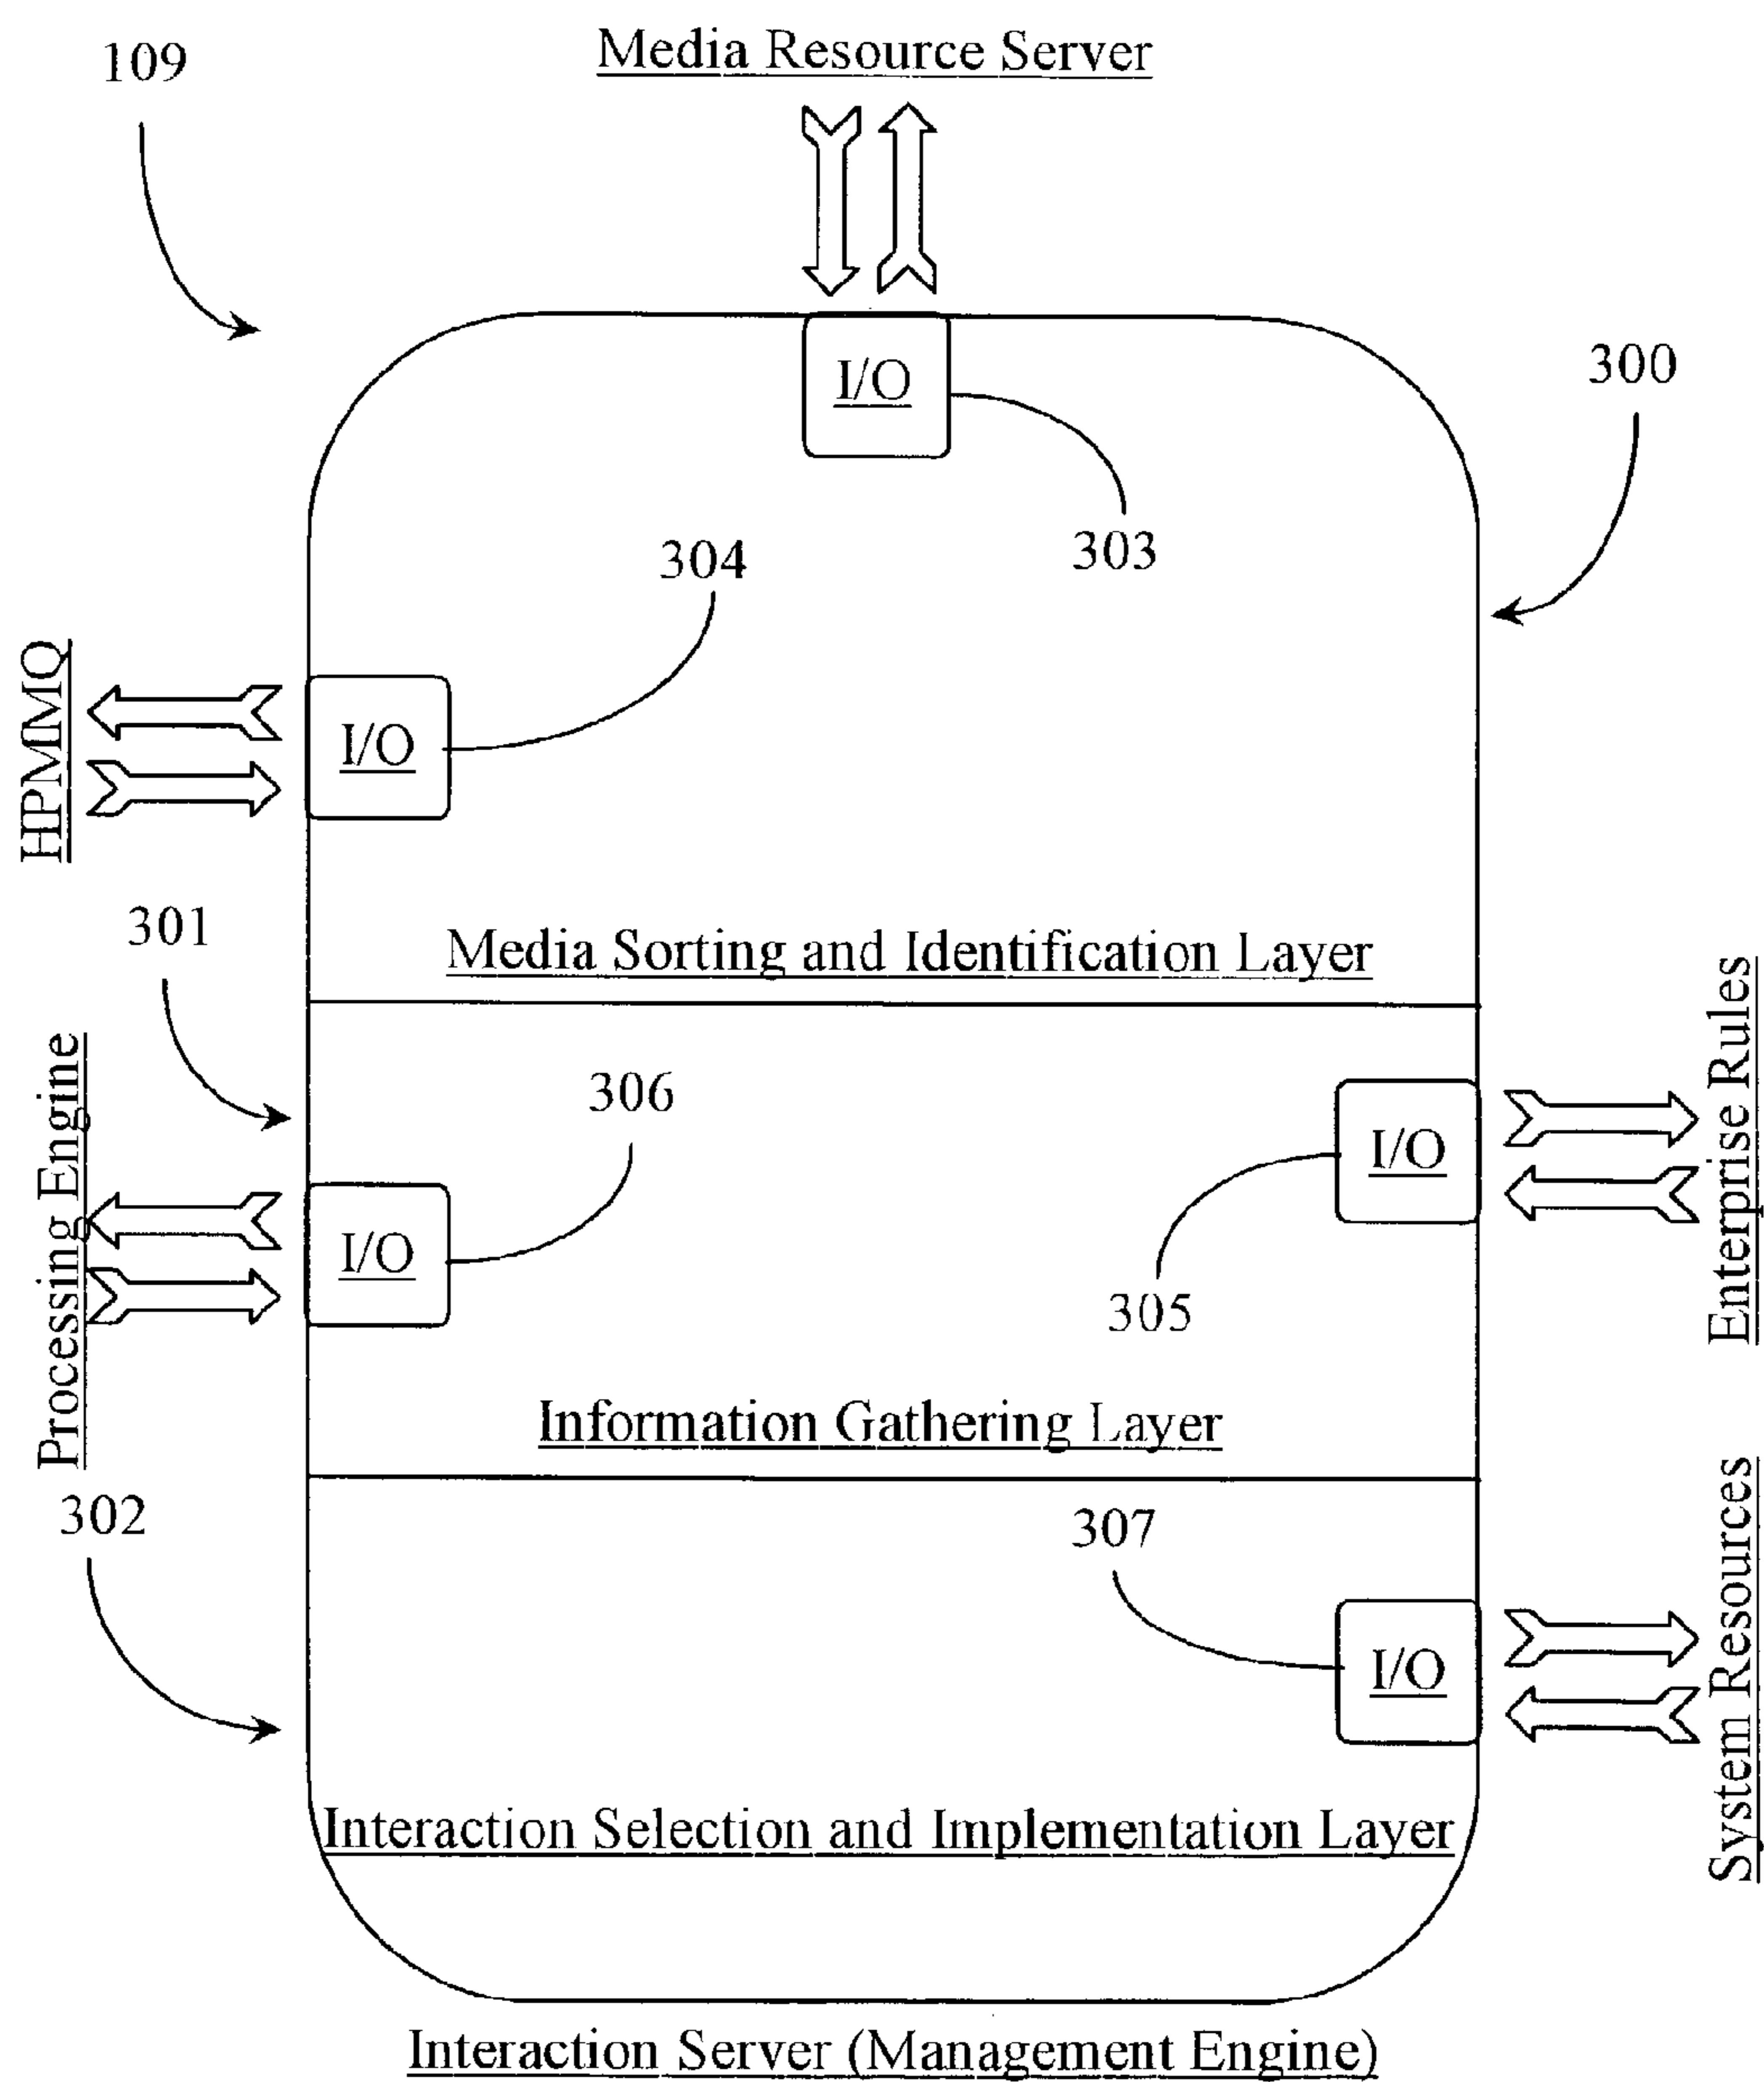 109
Media Resource Server
I/O
300
303
304
HPMMQ
I/O
301
Media Sorting and Identification Layer
Processing Engine
306
I/O
I/O
305
Enterprise Rules
Information Gathering Layer
302
307
I/O
System Resources
Interaction Selection and Implementation Layer
Interaction Server (Management Engine)